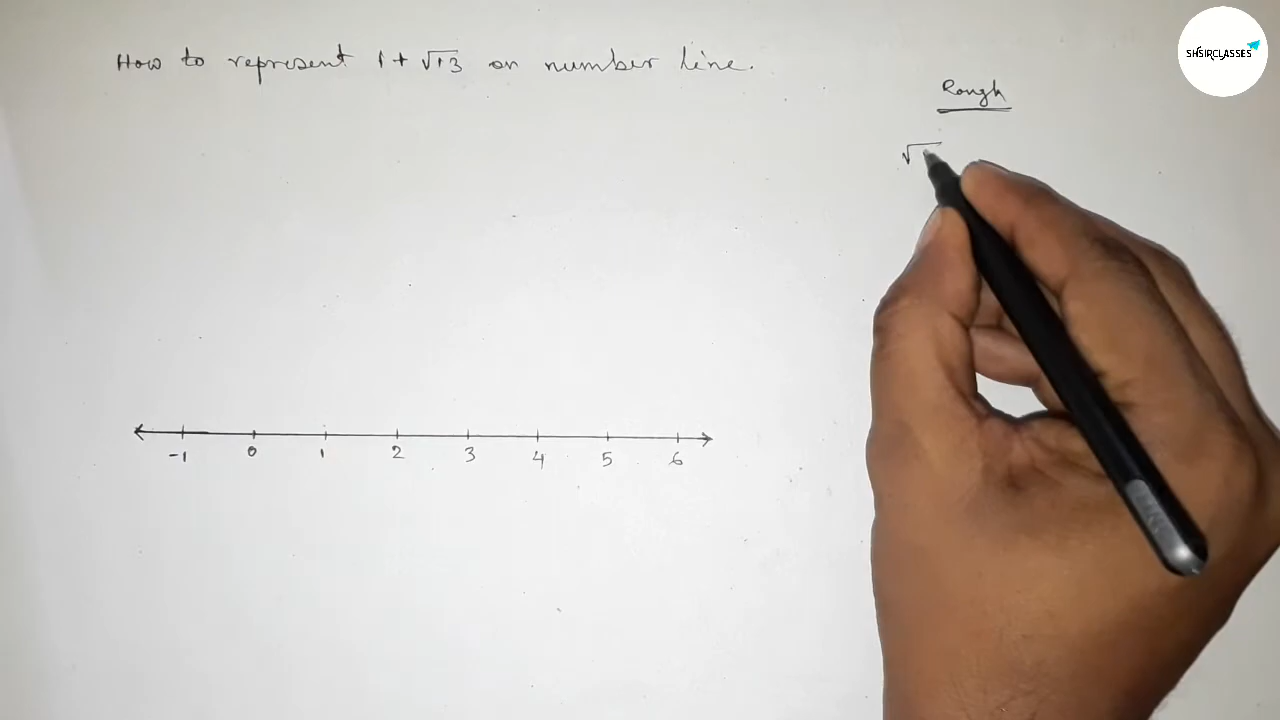 How to represent 1 + √13 on number line.
SHSIRCLASSES
Rough
√
-1 0 1 2 3 4 5 6